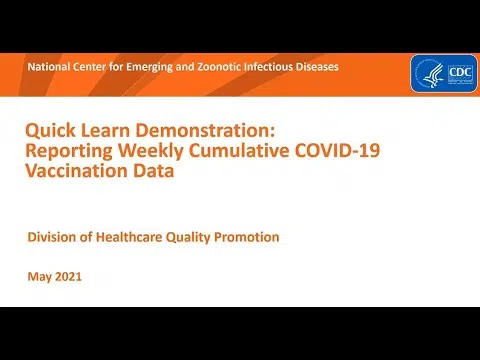 National Center for Emerging and Zoonotic Infectious Diseases
CDC
Quick Learn Demonstration:
Reporting Weekly Cumulative COVID-19
Vaccination Data
Division of Healthcare Quality Promotion
May 2021